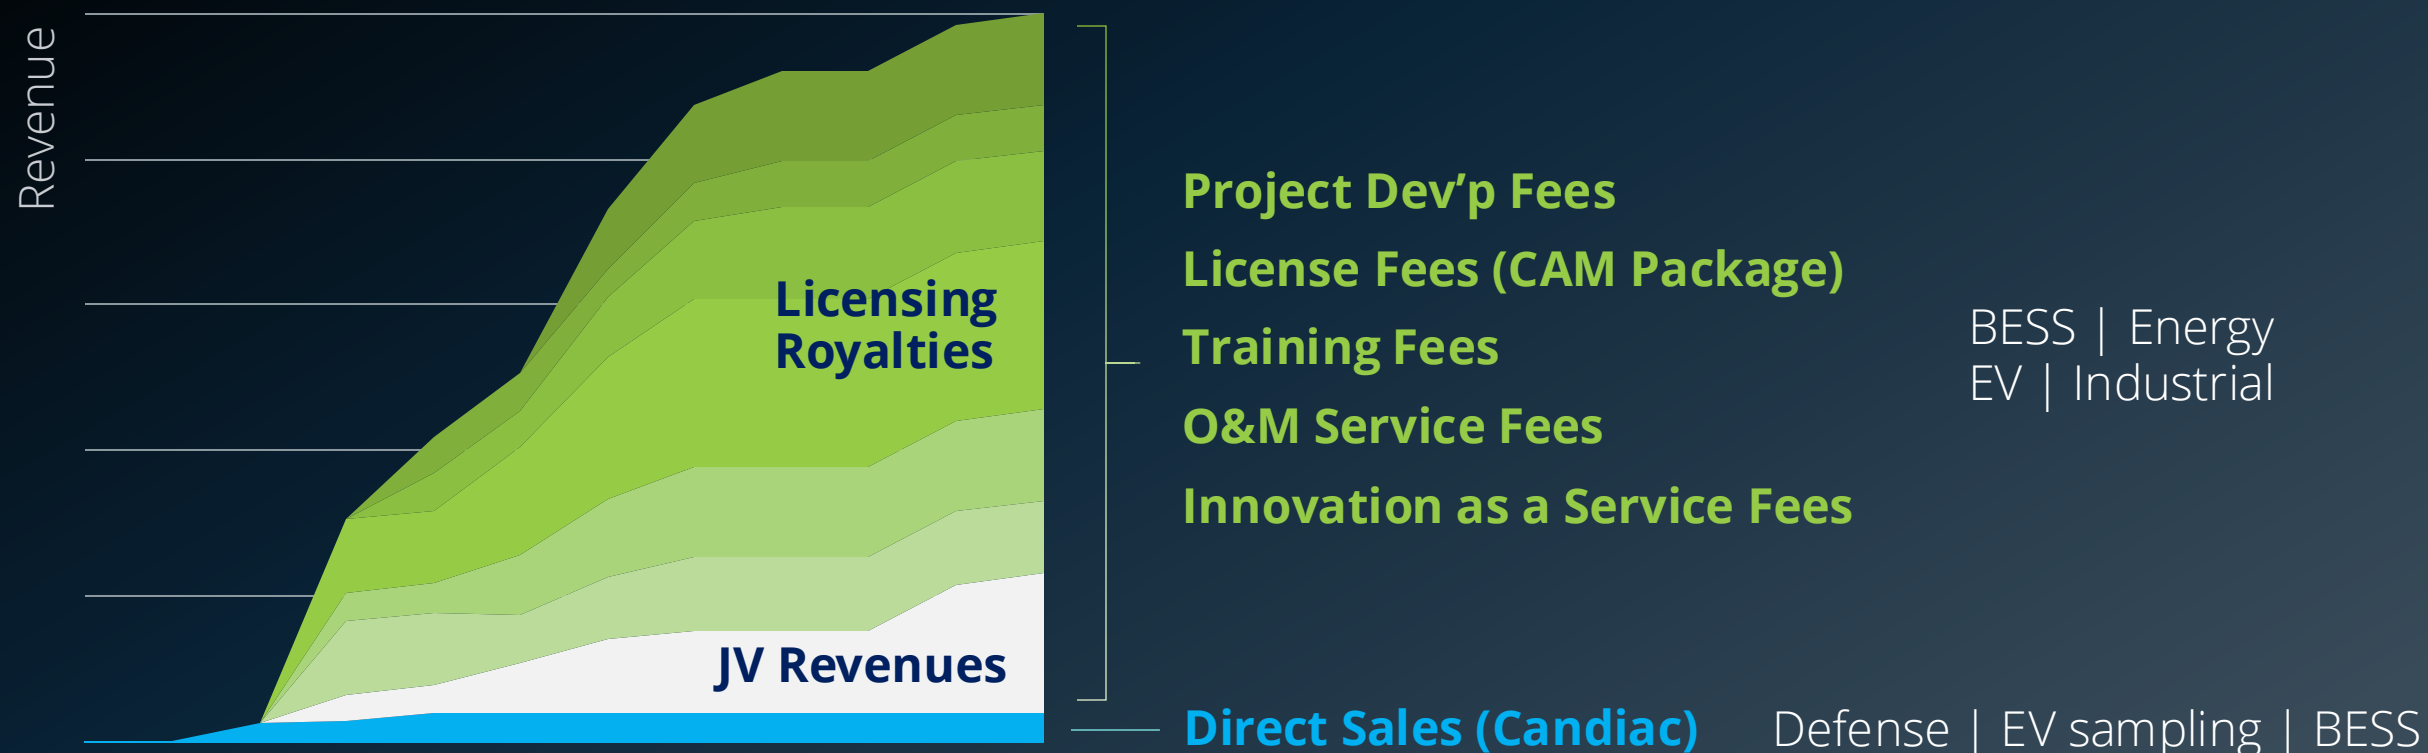 Revenue
Licensing
Royalties
JV Revenues
Project Dev’p Fees
License Fees (CAM Package)
Training Fees
O&M Service Fees
Innovation as a Service Fees
BESS | Energy
EV | Industrial
Direct Sales (Candiac)
Defense | EV sampling | BESS